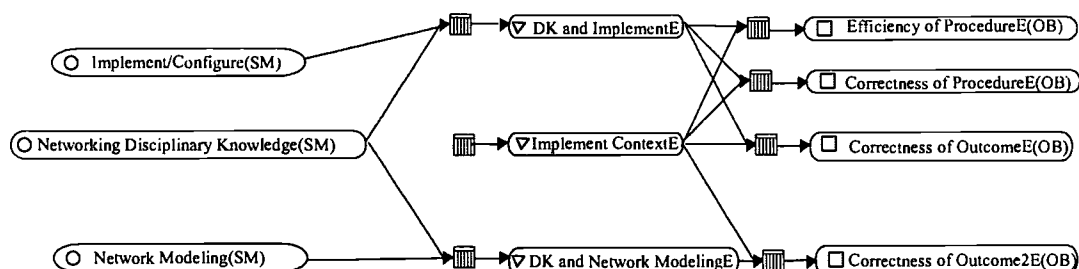 Implement/Configure(SM)
Networking Disciplinary Knowledge(SM)
Network Modeling(SM)
DK and ImplementE
Implement ContextE
DK and Network ModelingE
Efficiency of ProcedureE(OB)
Correctness of ProcedureE(OB)
Correctness of OutcomeE(OB)
Correctness of Outcome2E(OB)